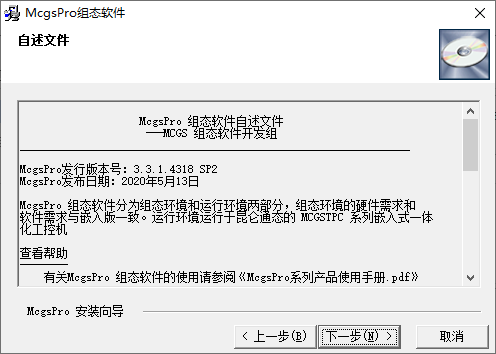 McgsPro组态软件
自述文件
McgsPro 组态软件自述文件
──MCGS 组态软件开发组
McgsPro发行版本号: 3.3.1.4318 SP2
McgsPro发布日期: 2020年5月13日
McgsPro 组态软件分为组态环境和运行环境两部分，组态环境的硬件需求和
软件需求与嵌入版一致。运行环境运行于昆仑通态的 MCGSTPC 系列嵌入式一体
化工控机
查看帮助
有关McgsPro 组态软件的使用请参阅《McgsPro系列产品使用手册.pdf》
McgsPro 安装向导
< 上一步(B) 下一步(N) > 取消